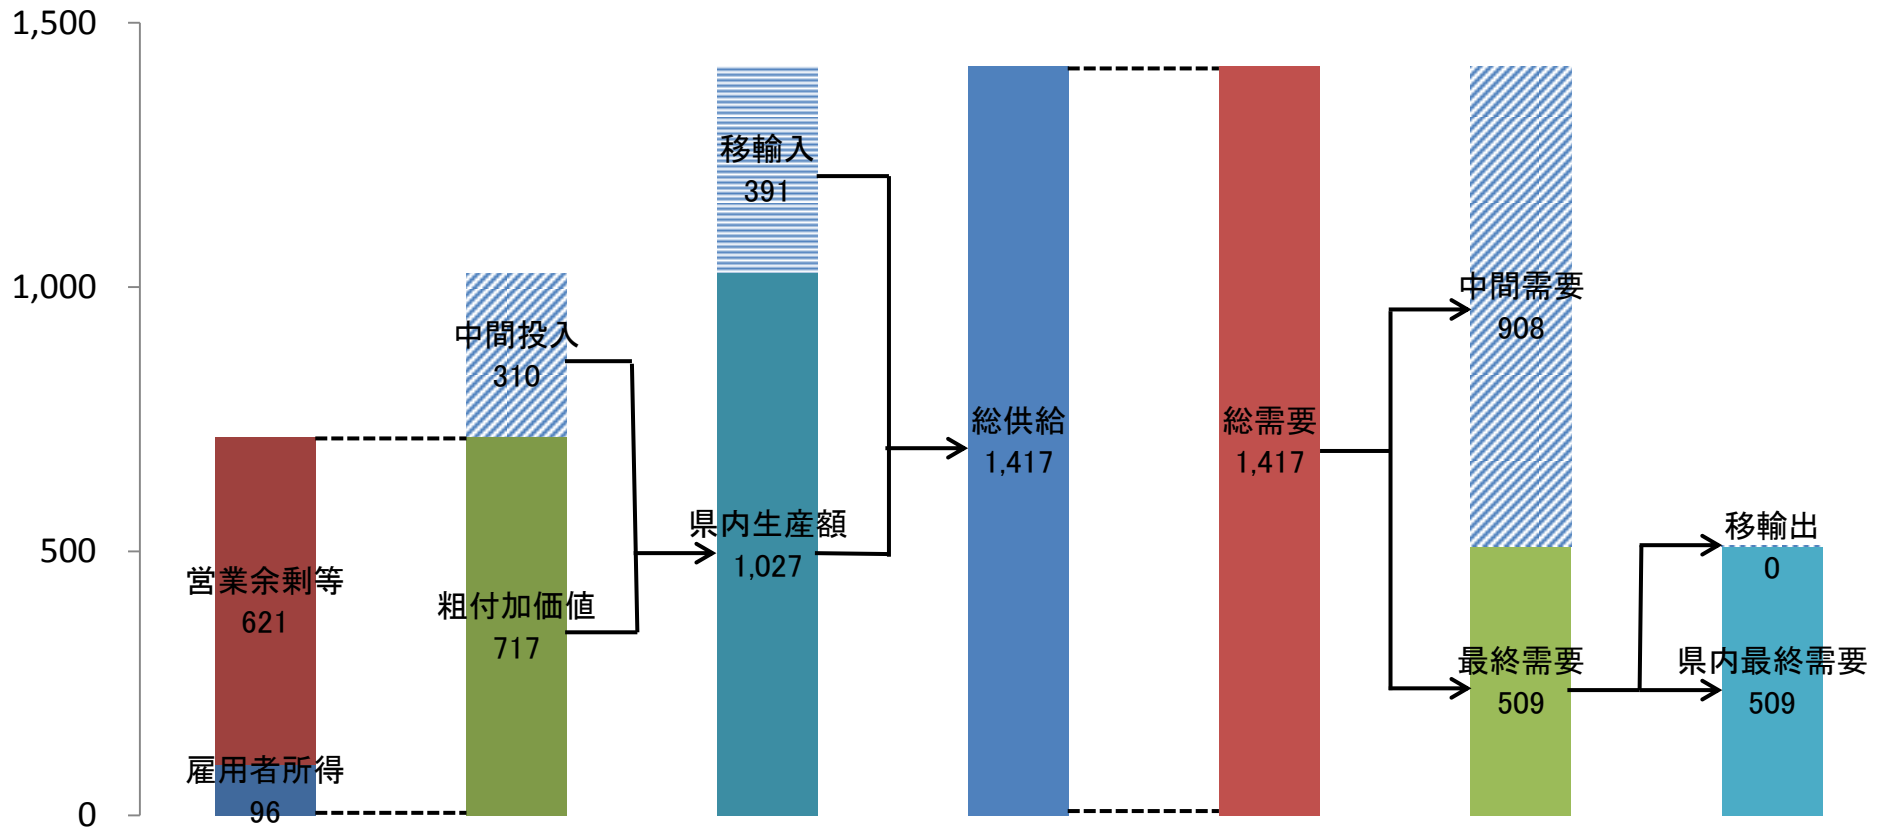 1,500
1,000
500
0
営業余剰等
621
雇用者所得
96
中間投入
310
粗付加価値
717
移輸入
391
県内生産額
1,027
総供給
1,417
総需要
1,417
中間需要
908
最終需要
509
移輸出
0
県内最終需要
509